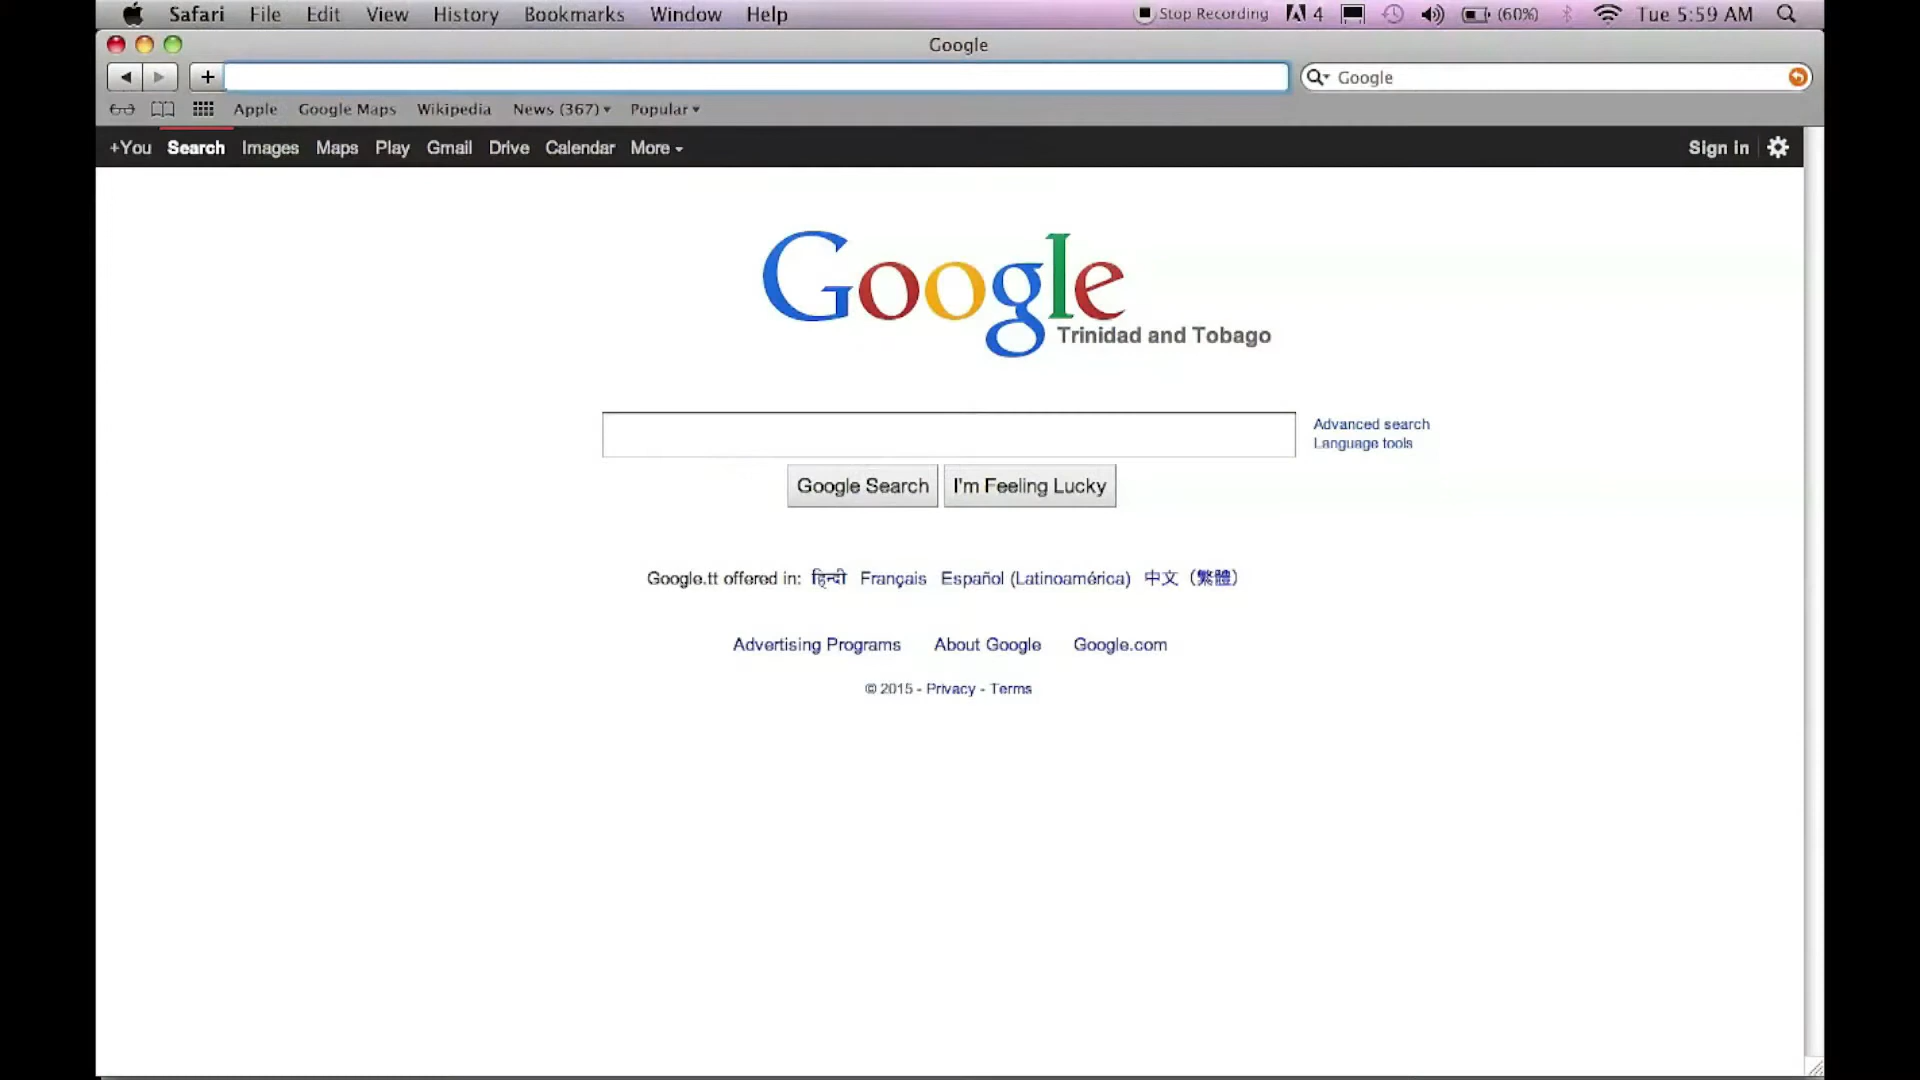 Safari File Edit View History Bookmarks Window Help Stop Recording 4 (60%) Tue 5:59 AM
Google
+ Google
Apple Google Maps Wikipedia News (367) Popular
+You Search Images Maps Play Gmail Drive Calendar More Sign in
Google
Trinidad and Tobago
Advanced search
Language tools
Google Search I'm Feeling Lucky
Google.tt offered in: हिन्दी Français Español (Latinoamérica) 中文（繁體）
Advertising Programs About Google Google.com
© 2015 - Privacy - Terms